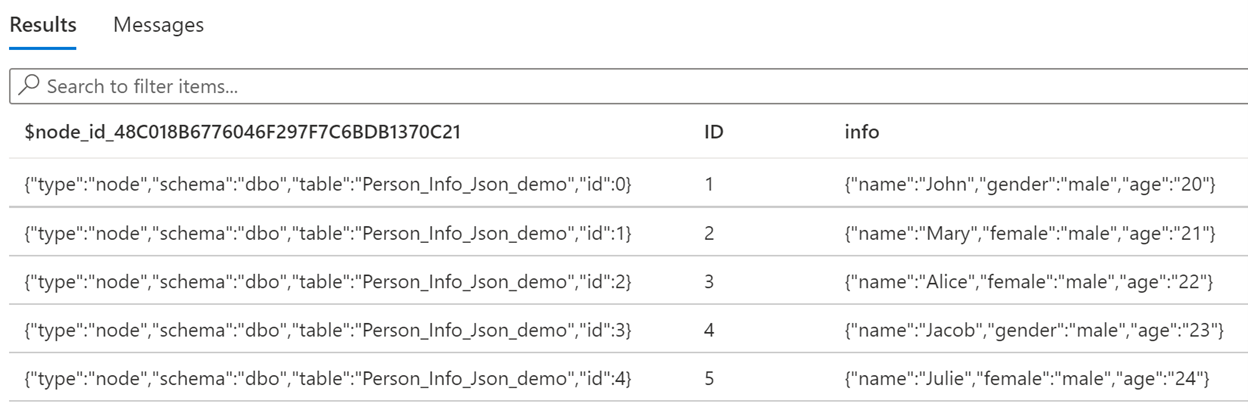 Results Messages
Search to filter items...
$node_id_48C018B6776046F297F7C6BDB1370C21 ID info
{"type":"node","schema":"dbo","table":"Person_Info_Json_demo","id":0} 1 {"name":"John","gender":"male","age":"20"}
{"type":"node","schema":"dbo","table":"Person_Info_Json_demo","id":1} 2 {"name":"Mary","female":"male","age":"21"}
{"type":"node","schema":"dbo","table":"Person_Info_Json_demo","id":2} 3 {"name":"Alice","female":"male","age":"22"}
{"type":"node","schema":"dbo","table":"Person_Info_Json_demo","id":3} 4 {"name":"Jacob","gender":"male","age":"23"}
{"type":"node","schema":"dbo","table":"Person_Info_Json_demo","id":4} 5 {"name":"Julie","female":"male","age":"24"}